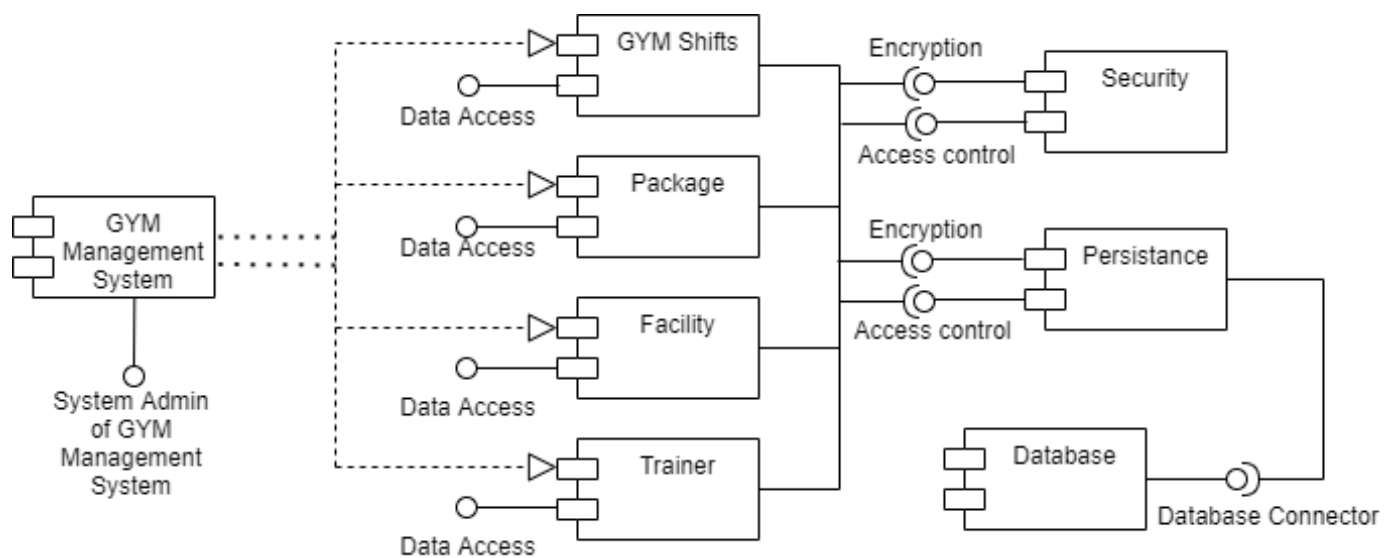 GYM Shifts
Data Access
Encryption
Security
Access control
Package
Data Access
GYM
Management
System
Encryption
Persistance
Access control
Facility
Data Access
System Admin
of GYM
Management
System
Trainer
Data Access
Database
Database Connector